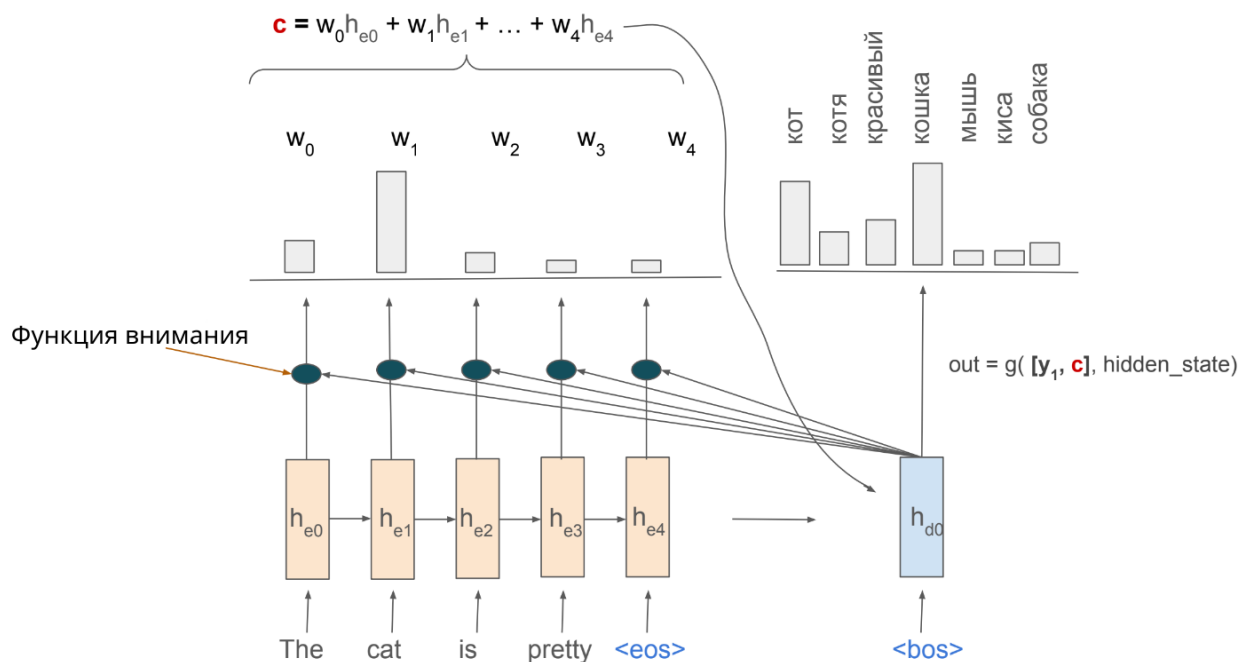 c = w₀hₑ₀ + w₁hₑ₁ + … + w₄hₑ₄
w₀ w₁ w₂ w₃ w₄
кот котя красивый кошка мышь киса собака
Функция внимания
out = g( [y₁, c], hidden_state)
hₑ₀ hₑ₁ hₑ₂ hₑ₃ hₑ₄ h_d0
The cat is pretty <eos> <bos>